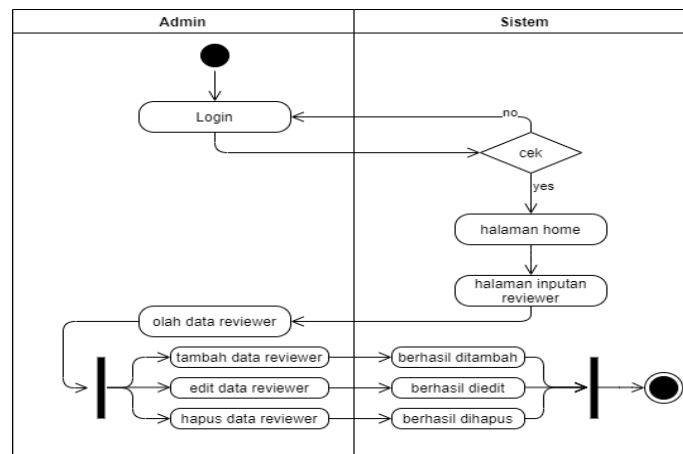 Admin
Sistem
no
Login
cek
yes
halaman home
halaman inputan
reviewer
olah data reviewer
tambah data reviewer
berhasil ditambah
edit data reviewer
berhasil diedit
hapus data reviewer
berhasil dihapus